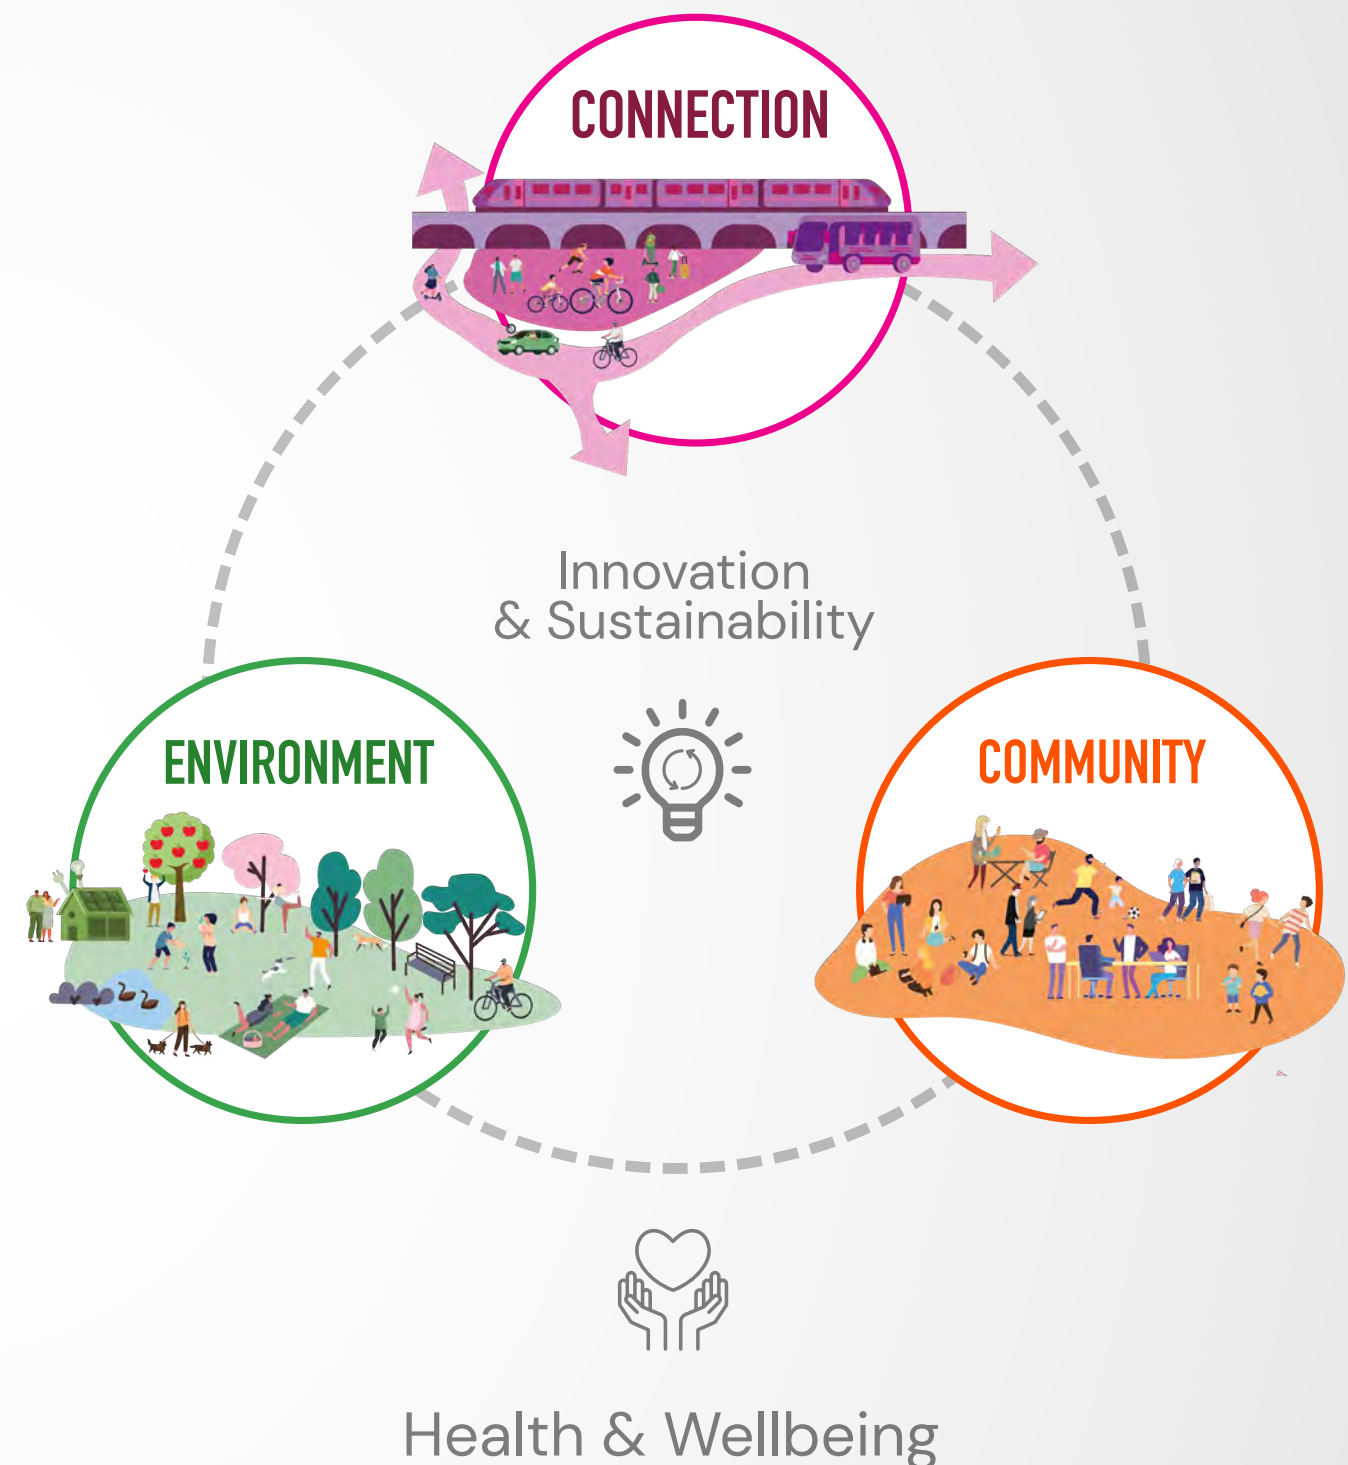 CONNECTION
Innovation
& Sustainability
ENVIRONMENT
COMMUNITY
Health & Wellbeing